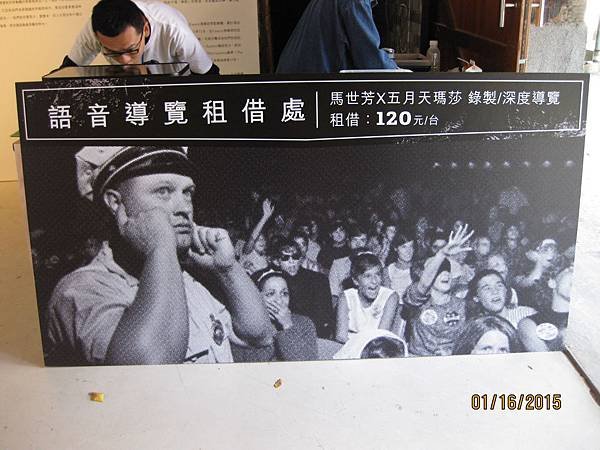 語音導覽租借處
馬世芳X五月天瑪莎 錄製/深度導覽
租借：120元/台
01/16/2015